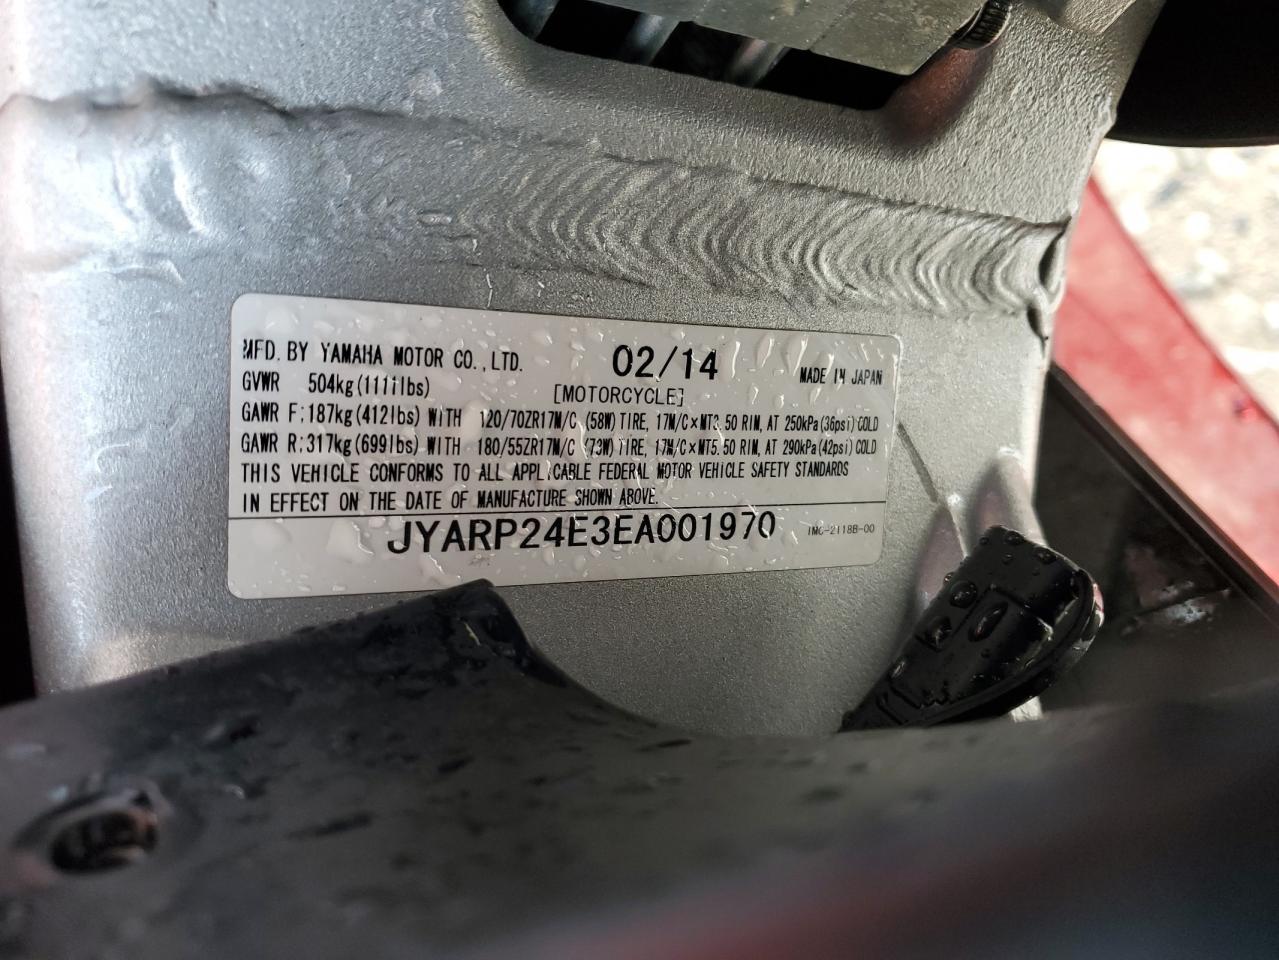 MFD. BY YAMAHA MOTOR CO., LTD. 02/14 MADE IN JAPAN
GVWR 504kg(1111lbs) [MOTORCYCLE]
GAWR F:187kg(412lbs) WITH 120/70ZR17M/C (58W) TIRE, 17M/C×MT3.50 RIM, AT 250kPa(36psi) COLD
GAWR R:317kg(699lbs) WITH 180/55ZR17M/C (73W) TIRE, 17M/C×MT5.50 RIM, AT 290kPa(42psi) COLD
THIS VEHICLE CONFORMS TO ALL APPLICABLE FEDERAL MOTOR VEHICLE SAFETY STANDARDS
IN EFFECT ON THE DATE OF MANUFACTURE SHOWN ABOVE.
JYARP24E3EA001970 1MC-2118B-00